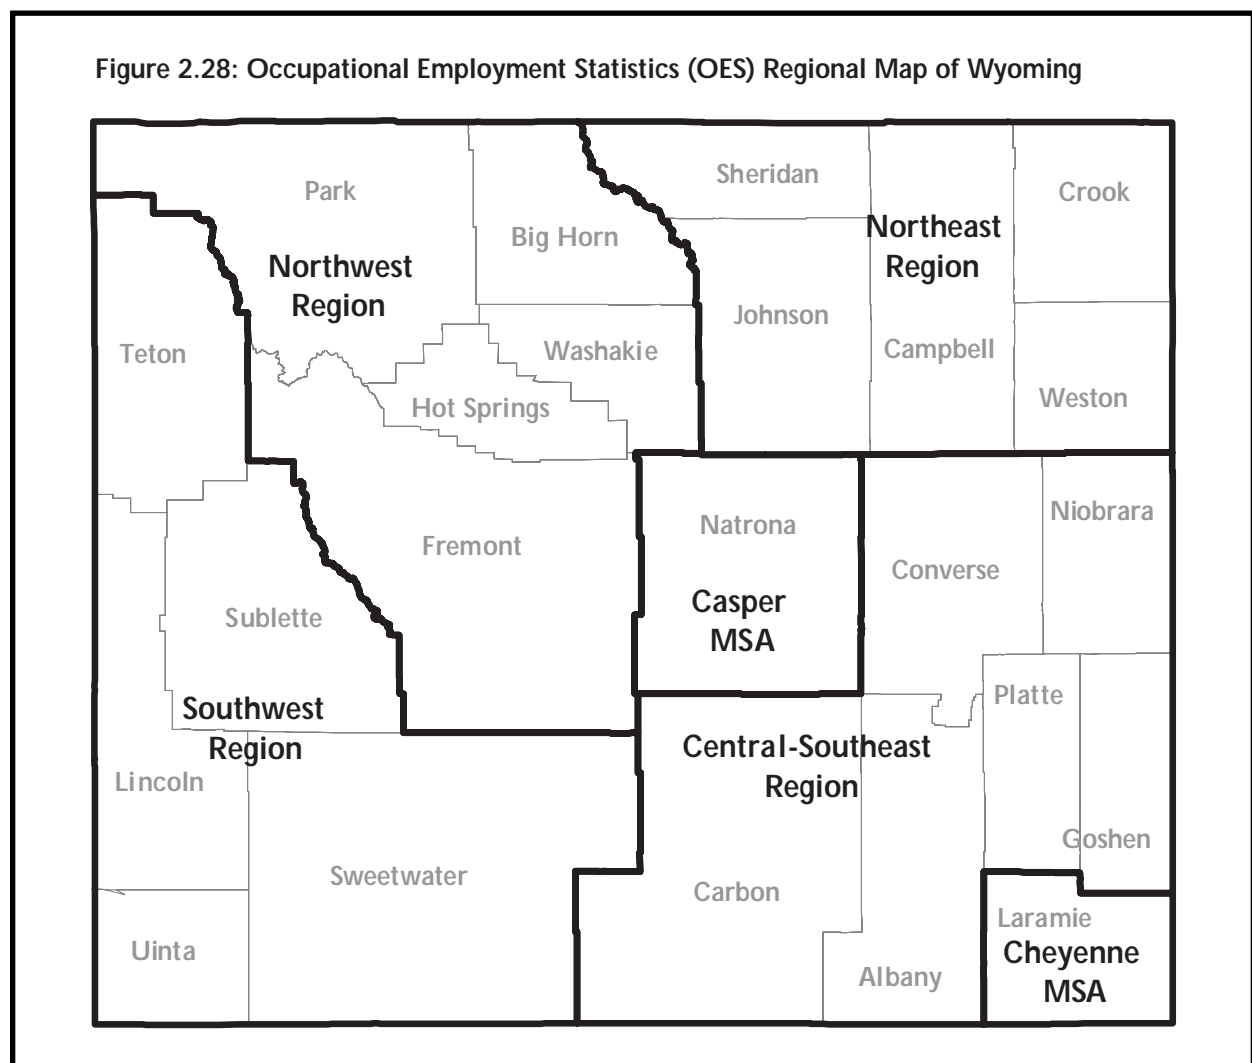 Figure 2.28: Occupational Employment Statistics (OES) Regional Map of Wyoming
Park
Big Horn
Sheridan
Crook
Northwest
Region
Northeast
Region
Teton
Johnson
Campbell
Washakie
Hot Springs
Weston
Fremont
Natrona
Casper
MSA
Converse
Niobrara
Sublette
Southwest
Region
Platte
Central-Southeast
Region
Lincoln
Goshen
Sweetwater
Carbon
Uinta
Albany
Laramie
Cheyenne
MSA